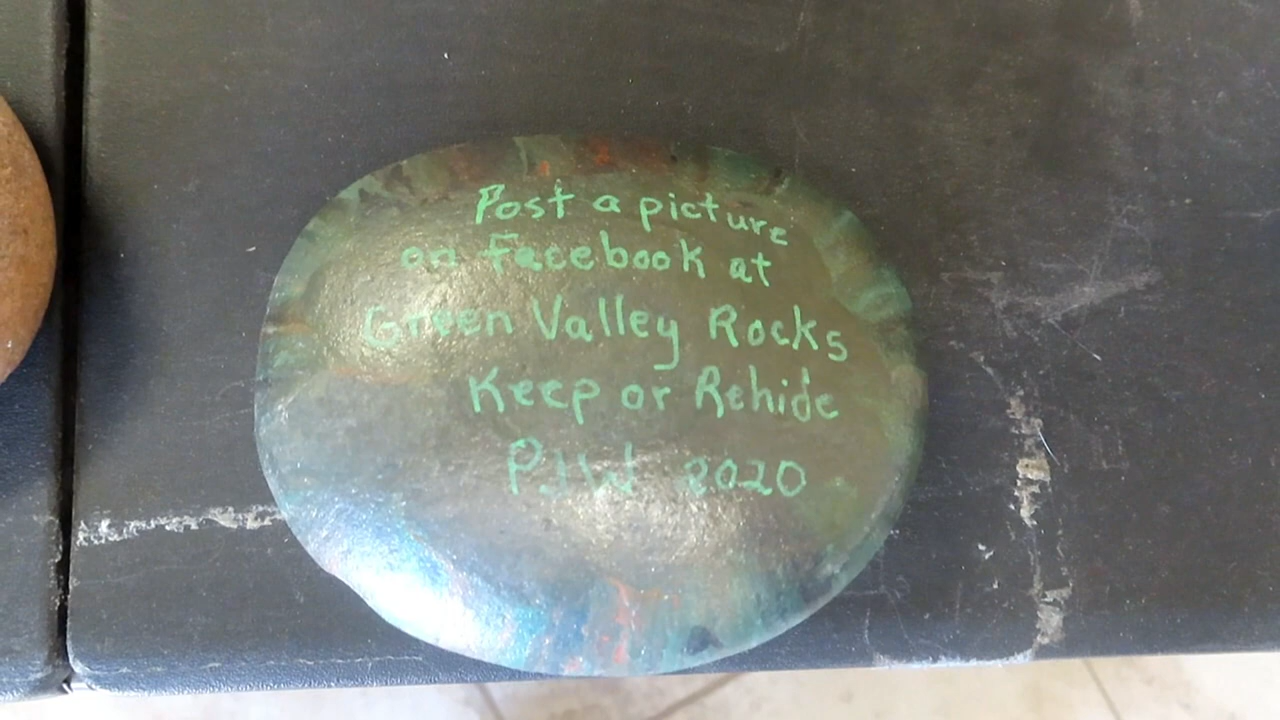 Post a picture
on Facebook at
Green Valley Rocks
Keep or Rehide
PJW 2020